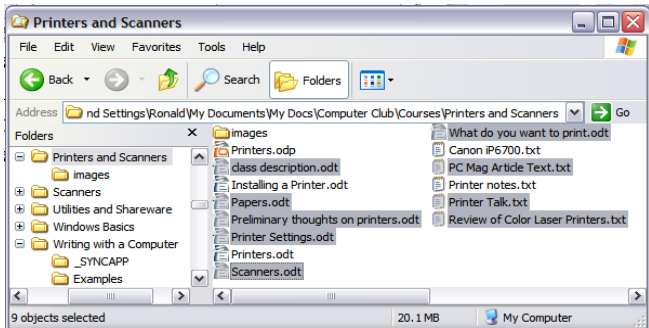 Printers and Scanners
File Edit View Favorites Tools Help
Back Search Folders
Address nd Settings\Ronald\My Documents\My Docs\Computer Club\Courses\Printers and Scanners Go
Folders
Printers and Scanners
images
Scanners
Utilities and Shareware
Windows Basics
Writing with a Computer
_SYNCAPP
Examples
images
Printers.odp
class description.odt
Installing a Printer.odt
Papers.odt
Preliminary thoughts on printers.odt
Printer Settings.odt
Printers.odt
Scanners.odt
What do you want to print.odt
Canon iP6700.txt
PC Mag Article Text.txt
Printer notes.txt
Printer Talk.txt
Review of Color Laser Printers.txt
9 objects selected 20.1 MB My Computer